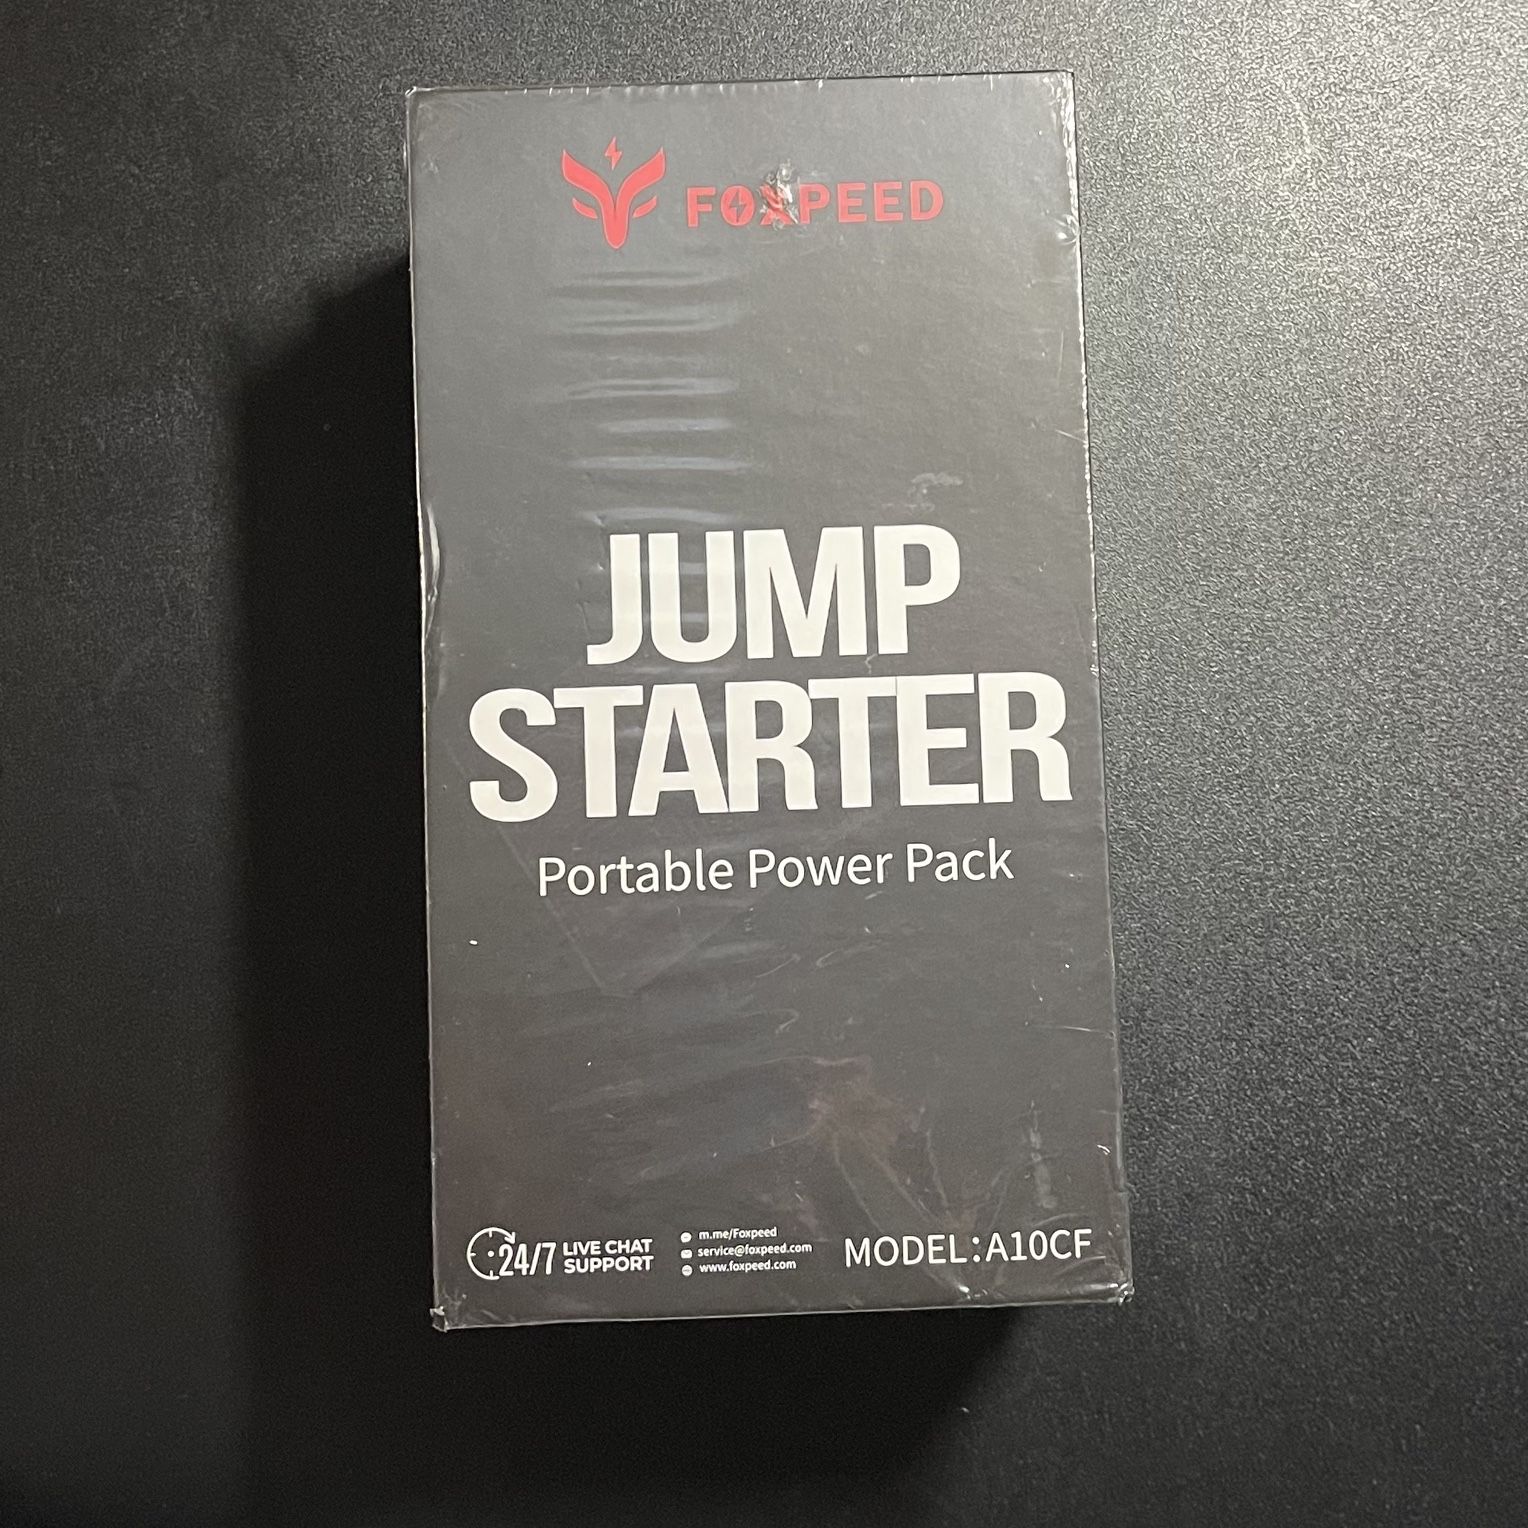 FOXPEED
JUMP
STARTER
Portable Power Pack
24/7 LIVE CHAT
SUPPORT
m.me/Foxpeed
service@foxpeed.com
www.foxpeed.com
MODEL:A10CF